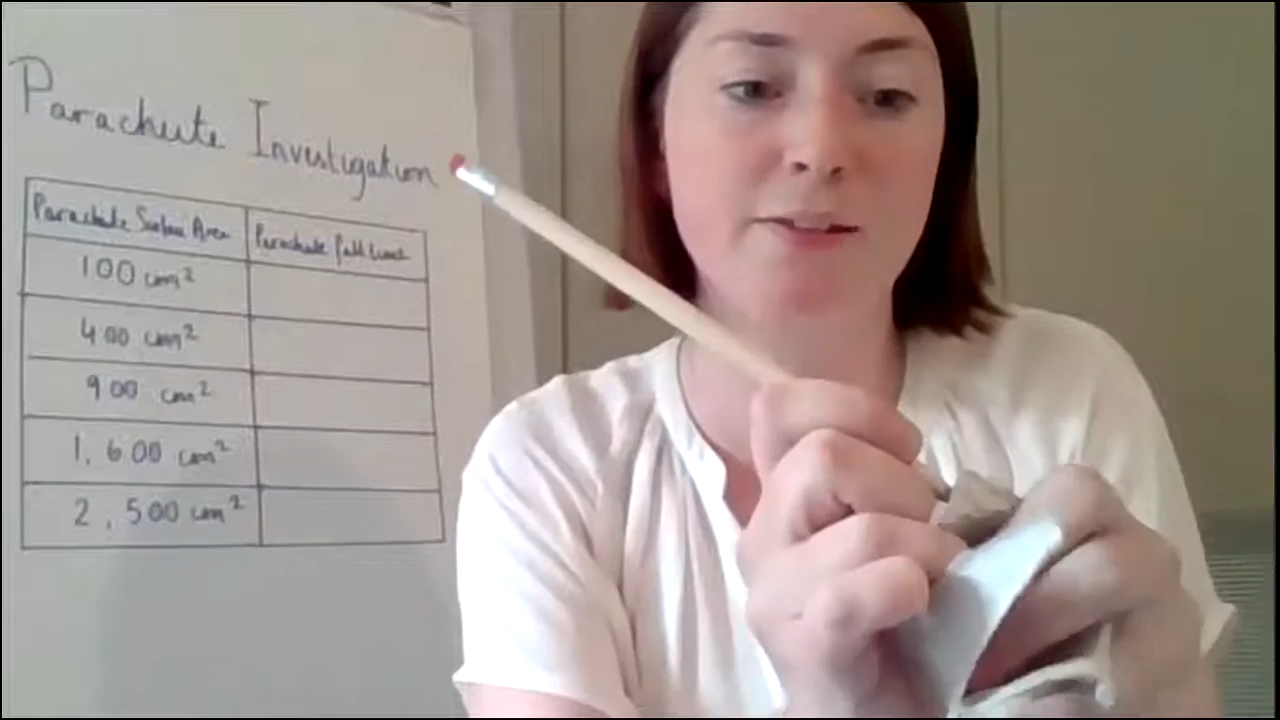 Parachute Investigation
Parachute Surface Area Parachute Fall time
100 cm²
400 cm²
900 cm²
1,600 cm²
2,500 cm²